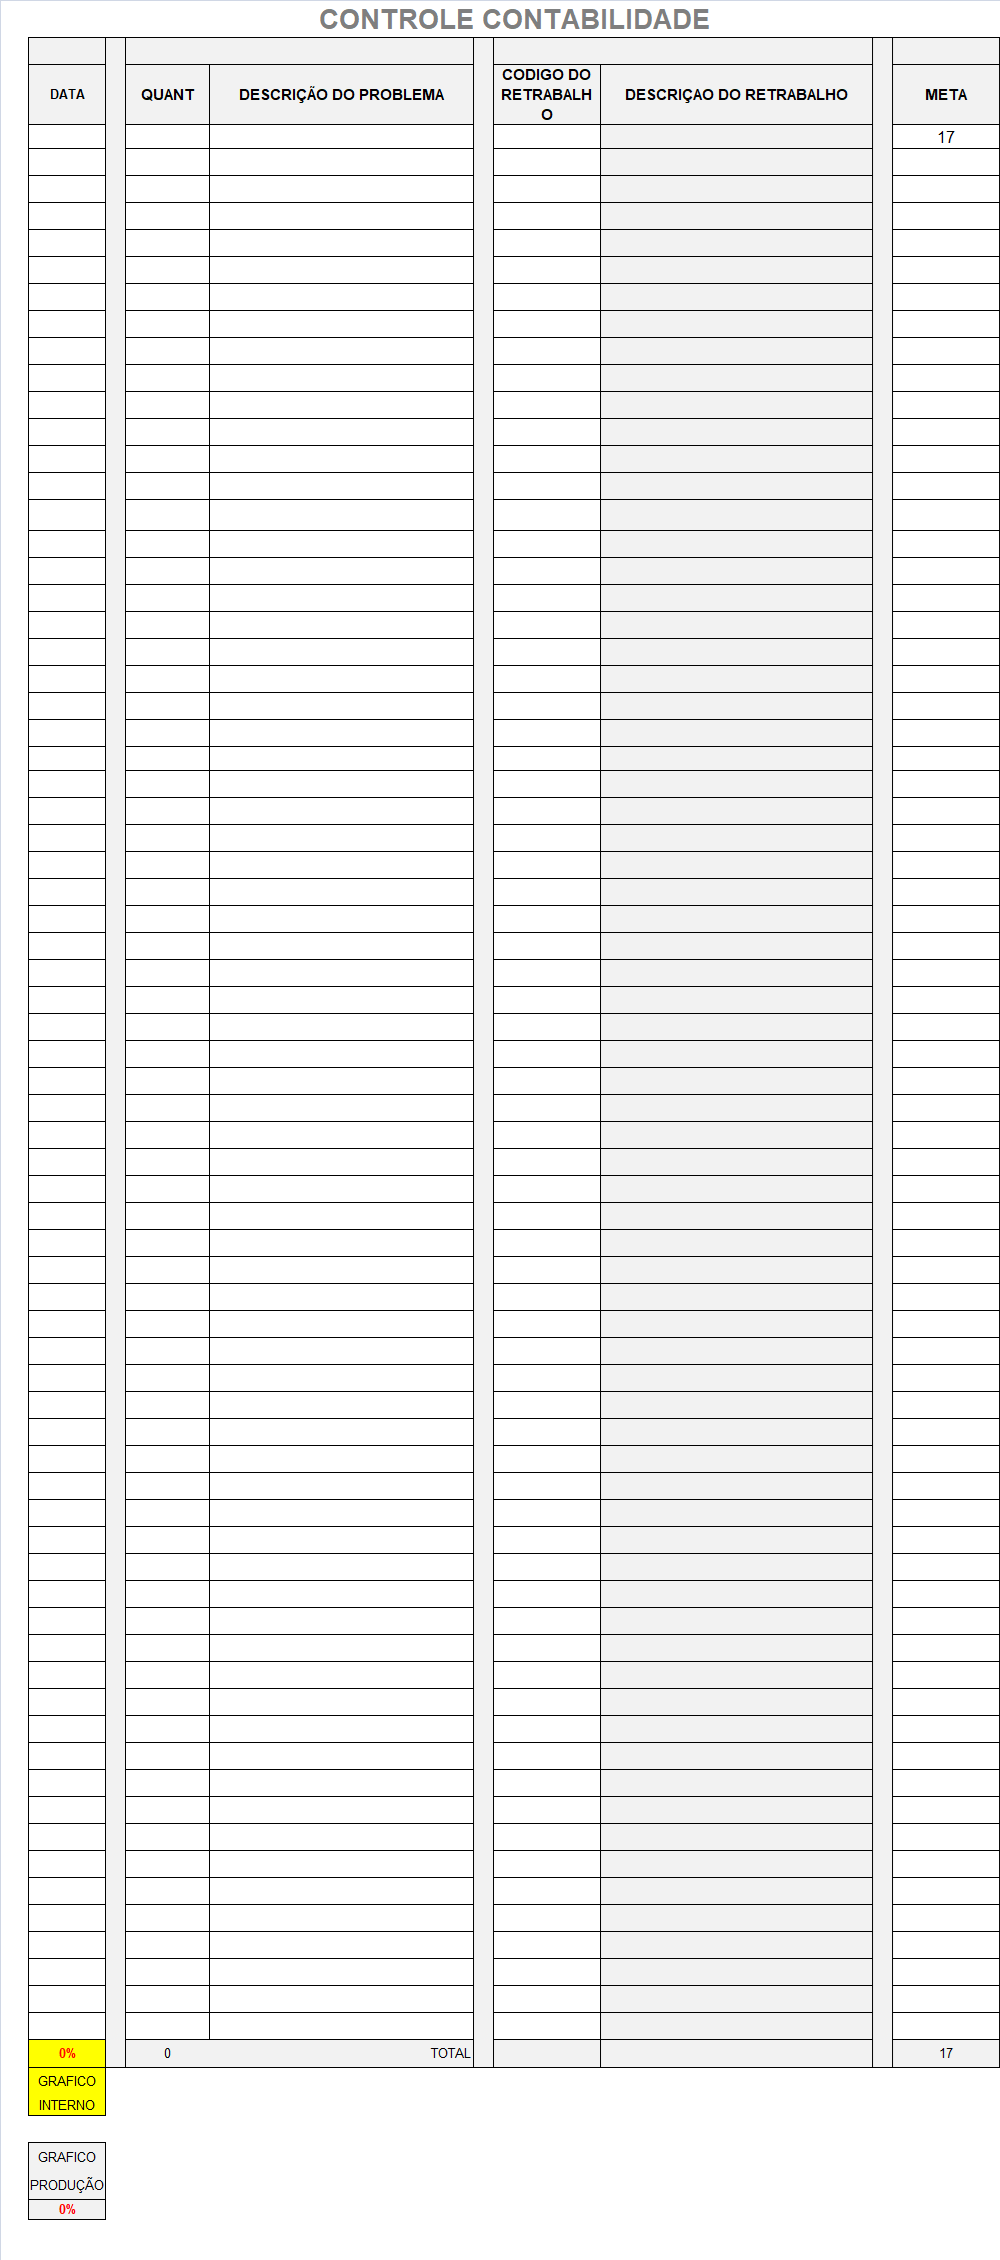 CONTROLE CONTABILIDADE
DATA
QUANT
DESCRIÇÃO DO PROBLEMA
CODIGO DO
RETRABALH
O
DESCRIÇAO DO RETRABALHO
META
17
0%
0
TOTAL
17
GRAFICO
INTERNO
GRAFICO
PRODUÇÃO
0%